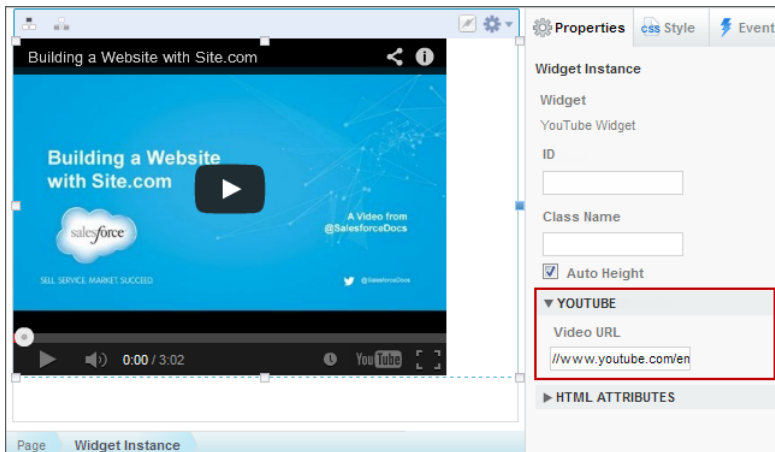 Building a Website with Site.com
Building a Website
with Site.com
salesforce
A Video from
@SalesforceDocs
SELL SERVICE MARKET SUCCEED
@SalesforceDocs
0:00 / 3:02
YouTube
Page
Widget Instance
Properties
css Style
Event
Widget Instance
Widget
YouTube Widget
ID
Class Name
Auto Height
YOUTUBE
Video URL
//www.youtube.com/en
HTML ATTRIBUTES